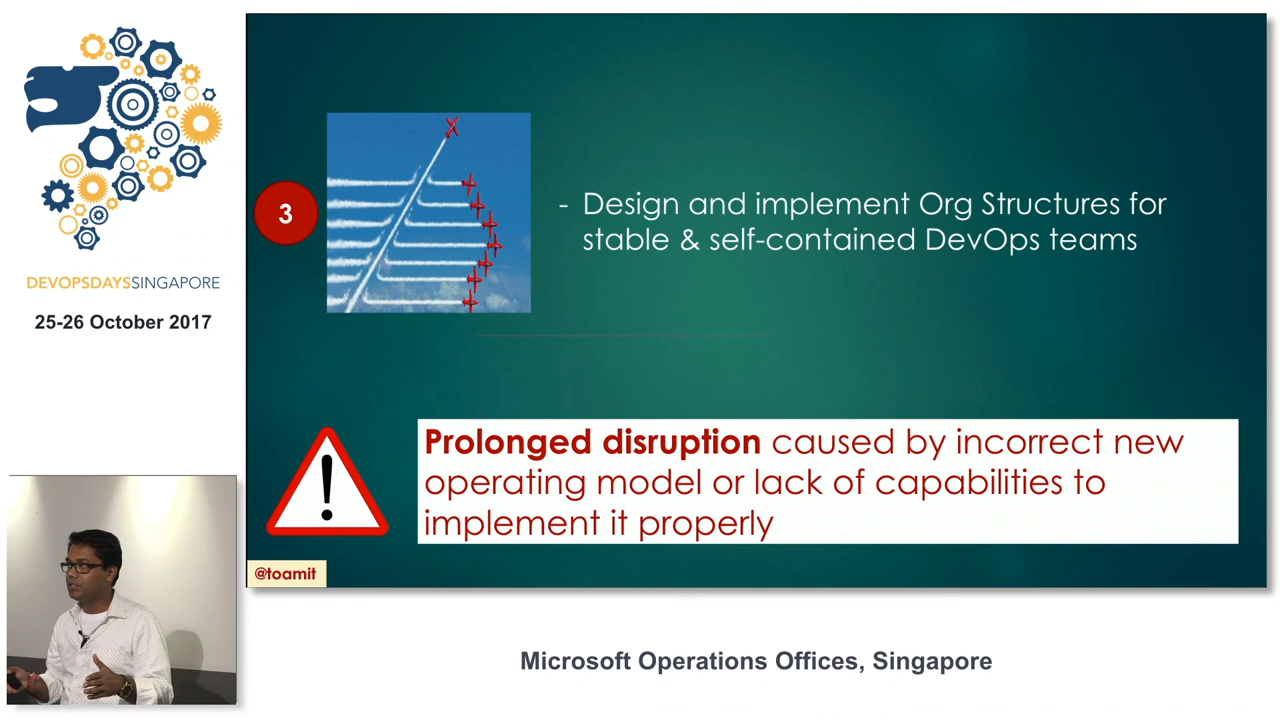 DEVOPSDAYSSINGAPORE
25-26 October 2017
3
- Design and implement Org Structures for
stable & self-contained DevOps teams
!
Prolonged disruption caused by incorrect new
operating model or lack of capabilities to
implement it properly
@toamit
Microsoft Operations Offices, Singapore